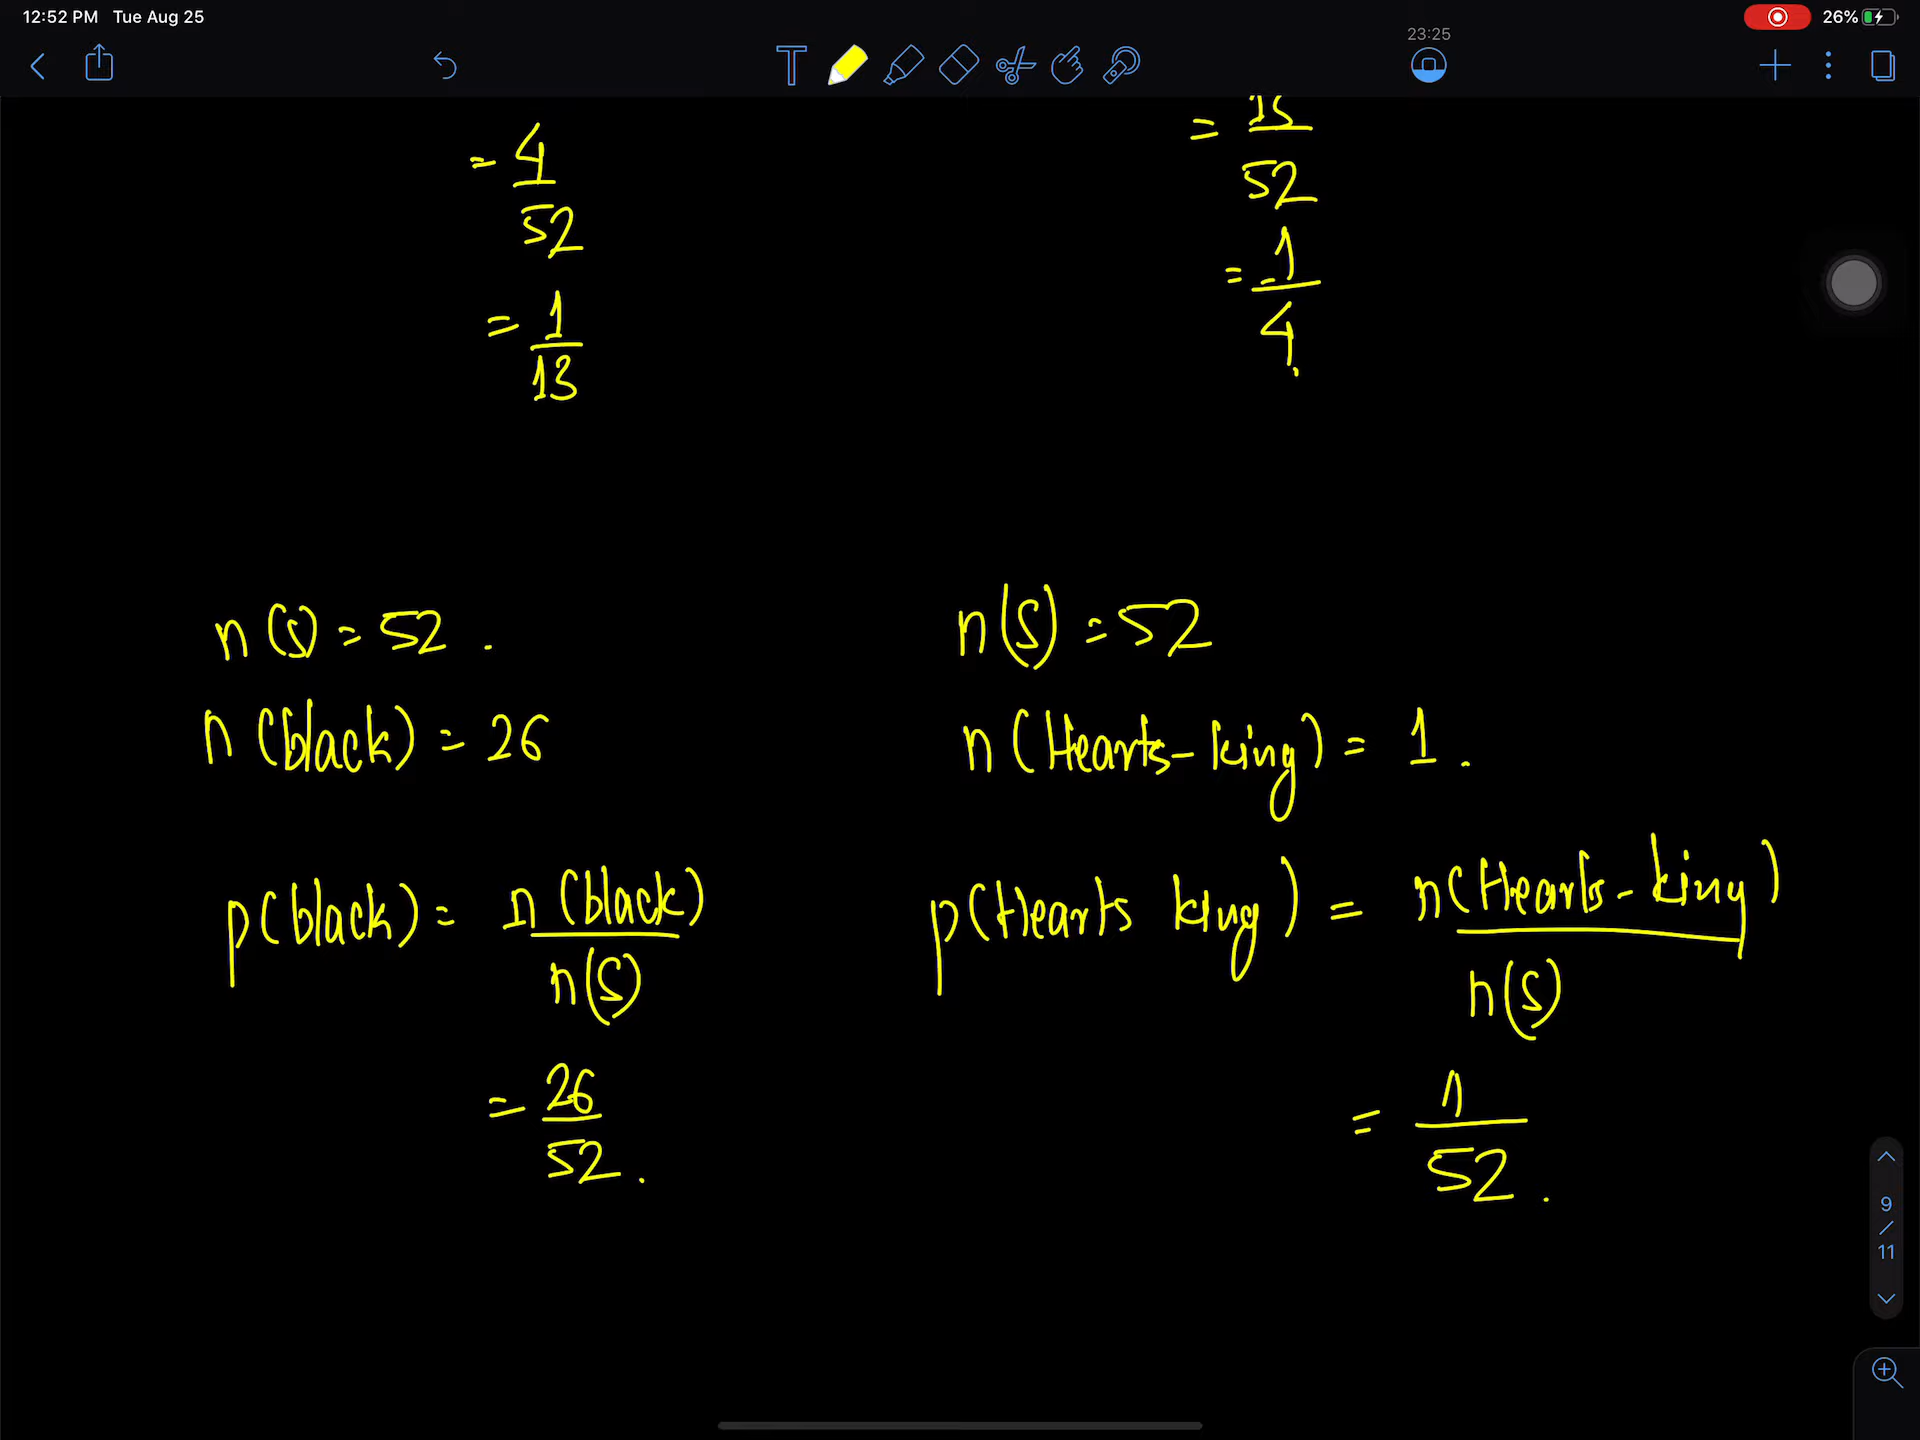 12:52 PM Tue Aug 25
26%
23:25
T
= 4/52
= 1/13
= 13/52
= 1/4.
n(s) = 52.
n(black) = 26
p(black) = n(black)/n(S)
= 26/52.
n(S) = 52
n(Hearts-king) = 1.
p(Hearts king) = n(Hearts-king)/n(S)
= 1/52.
9
/
11